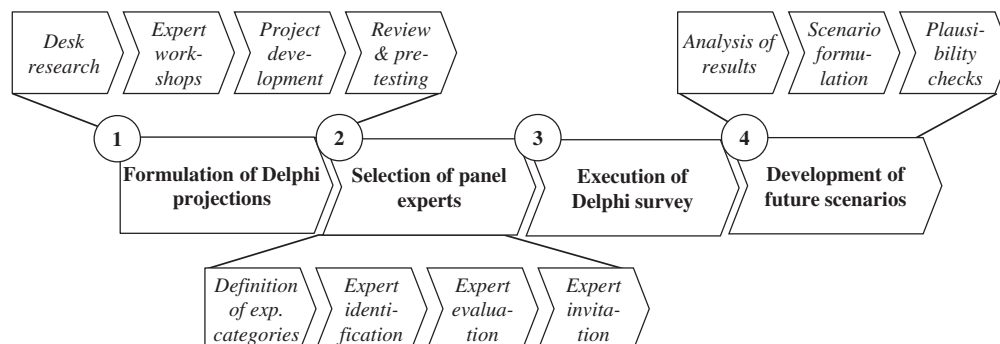 Desk
research
Expert
work-
shops
Project
deve-
lopment
Review
& pre-
testing
Analysis of
results
Scenario
formu-
lation
Plausi-
bility
checks
1
Formulation of Delphi
projections
2
Selection of panel
experts
3
Execution of
Delphi survey
4
Development of
future scenarios
Definition
of exp.
categories
Expert
identi-
fication
Expert
evalua-
tion
Expert
invita-
tion